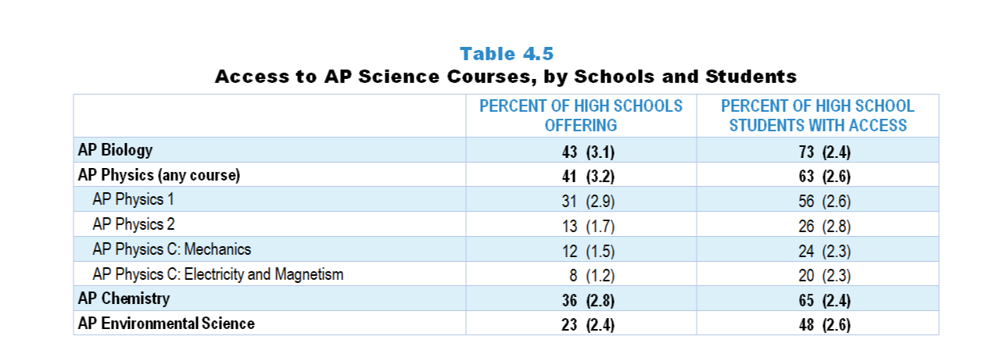 Table 4.5
Access to AP Science Courses, by Schools and Students
PERCENT OF HIGH SCHOOLS OFFERING PERCENT OF HIGH SCHOOL STUDENTS WITH ACCESS
AP Biology 43 (3.1) 73 (2.4)
AP Physics (any course) 41 (3.2) 63 (2.6)
AP Physics 1 31 (2.9) 56 (2.6)
AP Physics 2 13 (1.7) 26 (2.8)
AP Physics C: Mechanics 12 (1.5) 24 (2.3)
AP Physics C: Electricity and Magnetism 8 (1.2) 20 (2.3)
AP Chemistry 36 (2.8) 65 (2.4)
AP Environmental Science 23 (2.4) 48 (2.6)